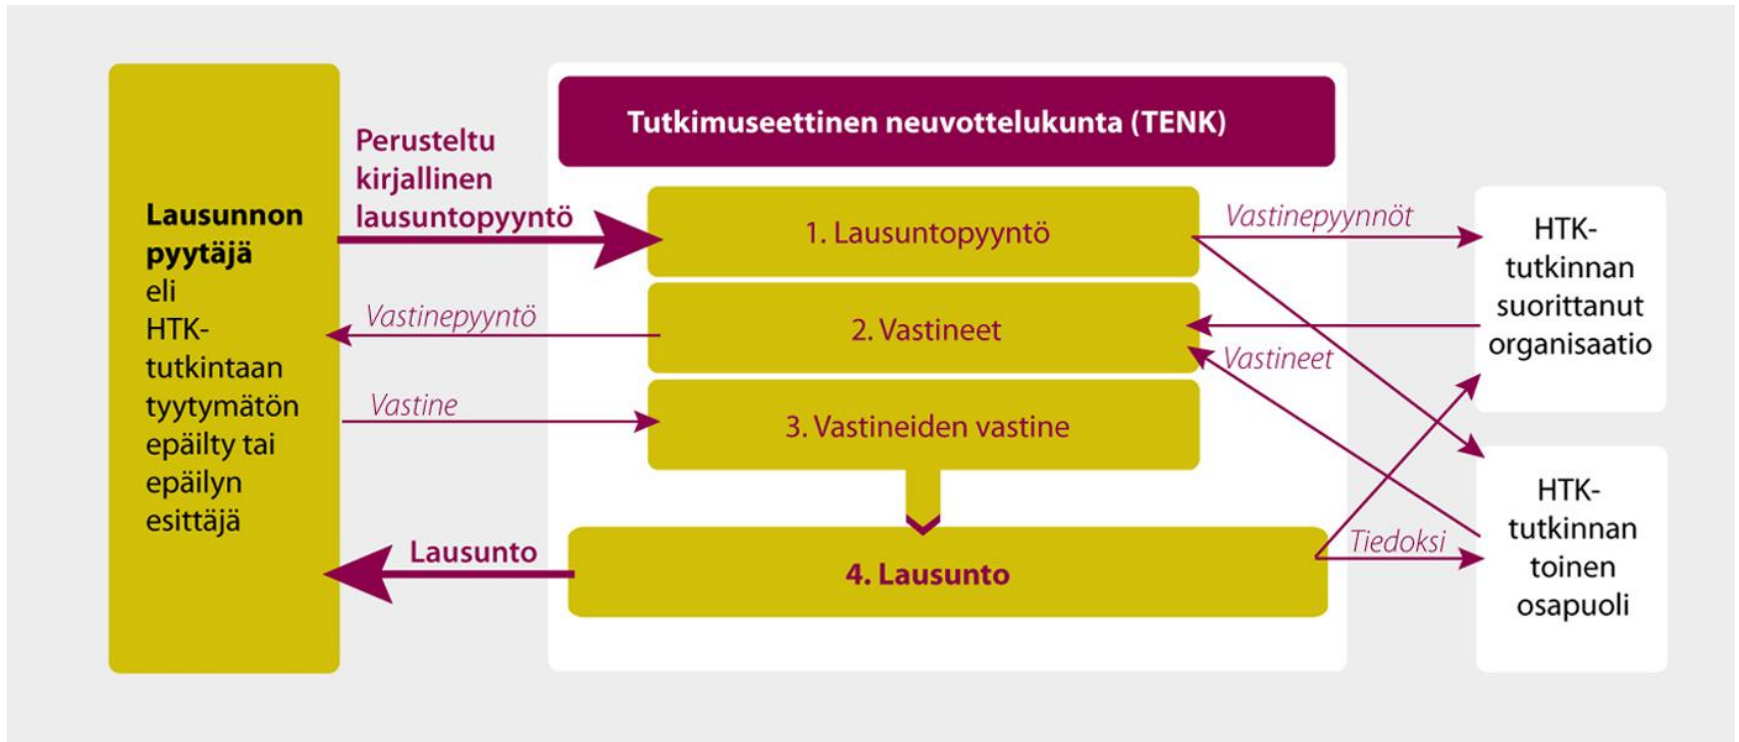 Tutkimuseettinen neuvottelukunta (TENK)
Lausunnon
pyytäjä
eli
HTK-
tutkintaan
tyytymätön
epäilty tai
epäilyn
esittäjä
Perusteltu
kirjallinen
lausuntopyyntö
Vastinepyyntö
Vastine
Lausunto
1. Lausuntopyyntö
2. Vastineet
3. Vastineiden vastine
4. Lausunto
Vastinepyynnöt
Vastineet
Tiedoksi
HTK-
tutkinnan
suorittanut
organisaatio
HTK-
tutkinnan
toinen
osapuoli